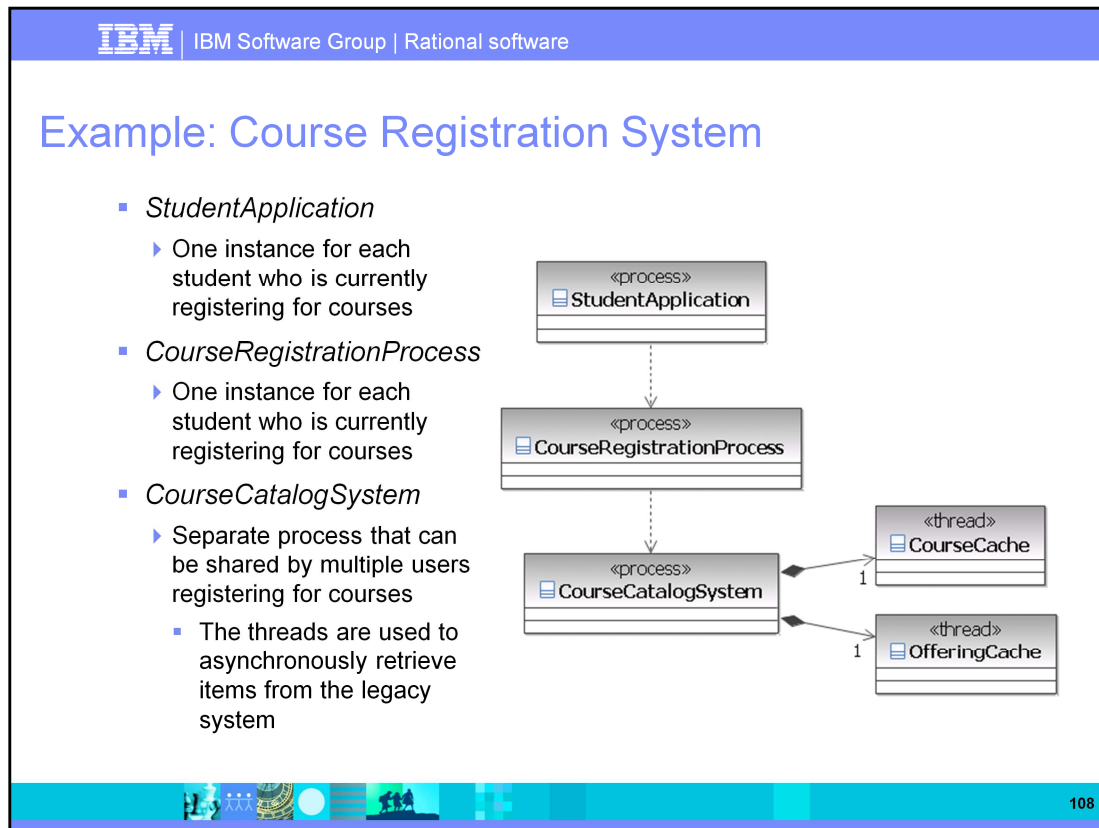 IBM | IBM Software Group | Rational software
Example: Course Registration System
StudentApplication
One instance for each
student who is currently
registering for courses
CourseRegistrationProcess
One instance for each
student who is currently
registering for courses
CourseCatalogSystem
Separate process that can
be shared by multiple users
registering for courses
The threads are used to
asynchronously retrieve
items from the legacy
system
«process»
StudentApplication
«process»
CourseRegistrationProcess
«process»
CourseCatalogSystem
«thread»
CourseCache
1
«thread»
OfferingCache
1
108